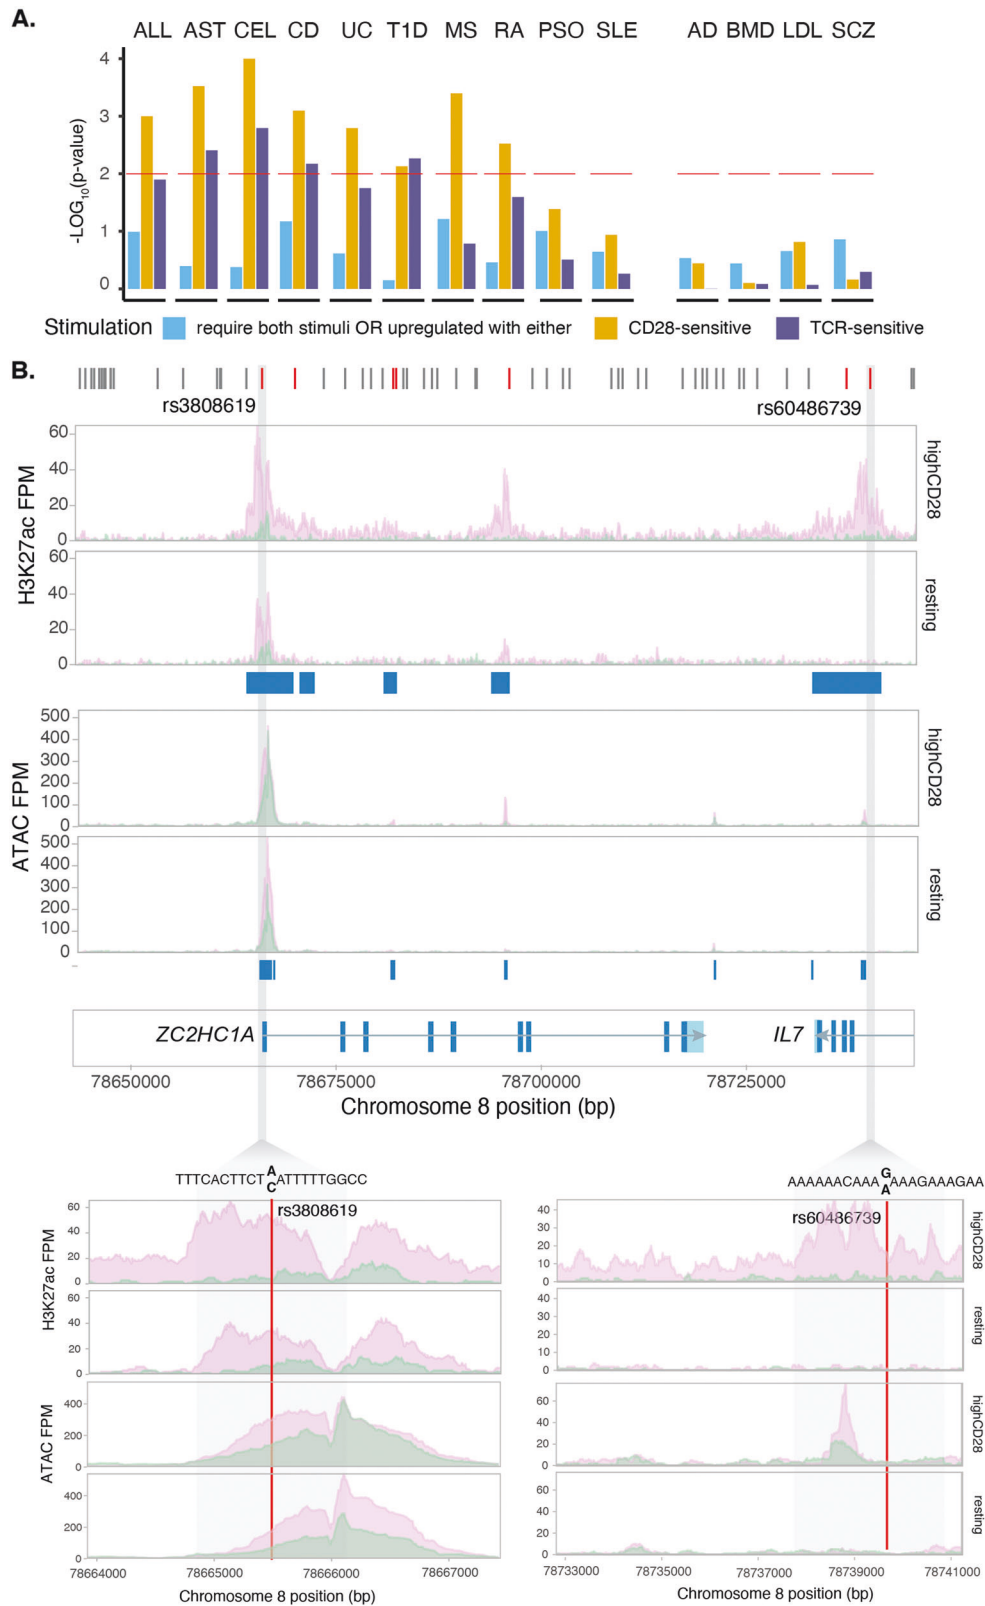 A.
ALL AST CEL CD UC T1D MS RA PSO SLE AD BMD LDL SCZ
-LOG10(p-value)
4
3
2
1
0
Stimulation require both stimuli OR upregulated with either CD28-sensitive TCR-sensitive
B.
rs3808619 rs60486739
H3K27ac FPM
60
40
20
0
highCD28
60
40
20
0
resting
ATAC FPM
500
400
300
200
100
0
highCD28
500
400
300
200
100
0
resting
ZC2HC1A IL7
78650000 78675000 78700000 78725000
Chromosome 8 position (bp)
TTTCACTTCT A/C ATTTTTGGCC
rs3808619
H3K27ac FPM
60
40
20
0
60
40
20
0
ATAC FPM
400
200
0
400
200
0
78664000 78665000 78666000 78667000
Chromosome 8 position (bp)
AAAAAACAAA G/A AAAGAAAGAA
rs60486739
40
30
20
10
0
highCD28
40
30
20
10
0
resting
60
40
20
0
highCD28
60
40
20
0
resting
78733000 78735000 78737000 78739000 78741000
Chromosome 8 position (bp)